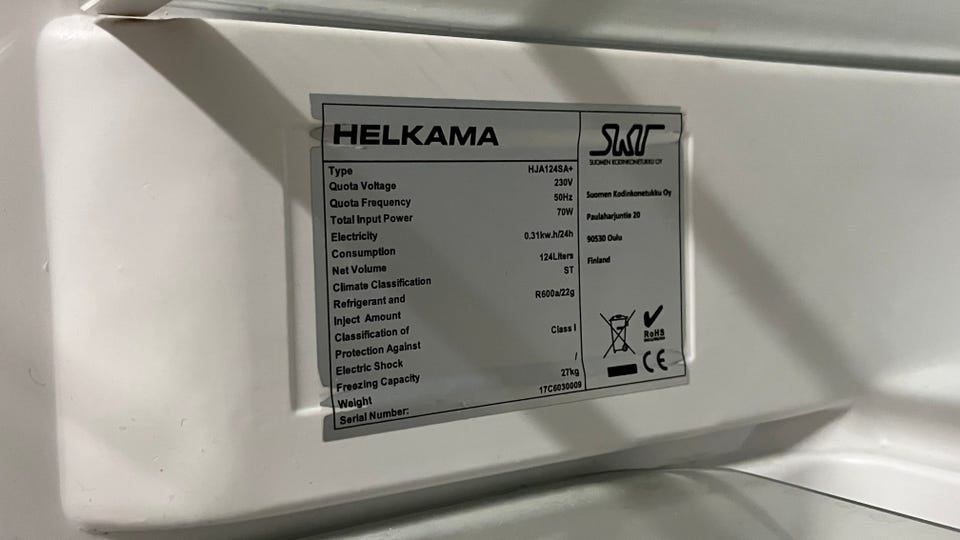 HELKAMA
Type HJA124SA+
Quota Voltage 230V
Quota Frequency 50Hz
Total Input Power 70W
Electricity
Consumption 0.31kw.h/24h
Net Volume 124Liters
Climate Classification ST
Refrigerant and
Inject Amount R600a/22g
Classification of
Protection Against
Electric Shock Class I
Freezing Capacity /
Weight 27kg
Serial Number: 17C6030009
SUOMEN KODINKONETUKKU OY
Suomen Kodinkonetukku Oy
Paulaharjuntie 20
90530 Oulu
Finland
RoHS
CE